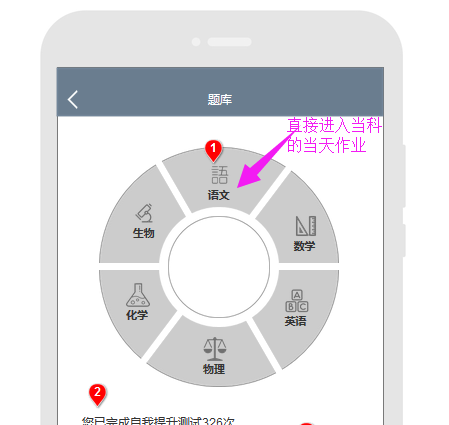 题库
直接进入当科
的当天作业
1
語
语文
生物
数学
化学
A
B C
英语
物理
2
您已完成自我提升测试326次